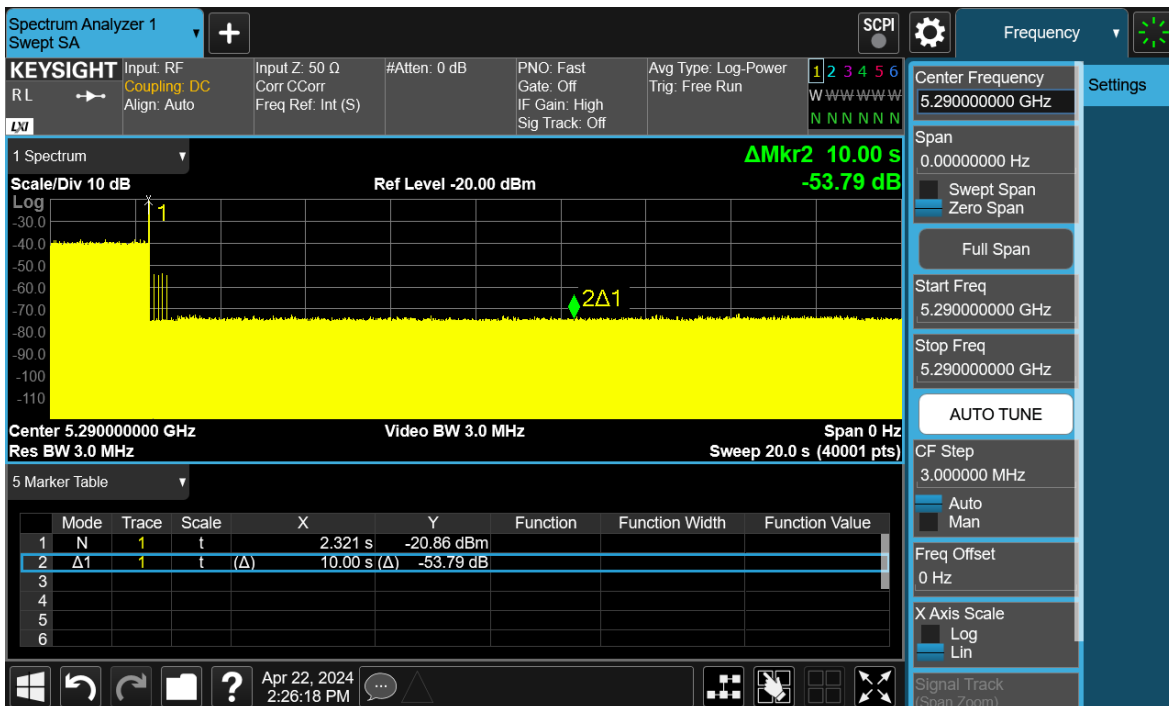 Spectrum Analyzer 1
Swept SA
+
SCPI
Frequency
KEYSIGHT
R L
LXI
Input: RF
Coupling: DC
Align: Auto
Input Z: 50 Ω
Corr CCorr
Freq Ref: Int (S)
#Atten: 0 dB
PNO: Fast
Gate: Off
IF Gain: High
Sig Track: Off
Avg Type: Log-Power
Trig: Free Run
1 2 3 4 5 6
W W W W W W
N N N N N N
1 Spectrum
ΔMkr2 10.00 s
Scale/Div 10 dB Ref Level -20.00 dBm -53.79 dB
Log
-30.0
-40.0
-50.0
-60.0
-70.0
-80.0
-90.0
-100
-110
1
2Δ1
Center 5.290000000 GHz Video BW 3.0 MHz Span 0 Hz
Res BW 3.0 MHz Sweep 20.0 s (40001 pts)
5 Marker Table
Mode Trace Scale X Y Function Function Width Function Value
1 N 1 t 2.321 s -20.86 dBm
2 Δ1 1 t (Δ) 10.00 s (Δ) -53.79 dB
3
4
5
6
?
Apr 22, 2024
2:26:18 PM
Center Frequency
5.290000000 GHz
Settings
Span
0.00000000 Hz
Swept Span
Zero Span
Full Span
Start Freq
5.290000000 GHz
Stop Freq
5.290000000 GHz
AUTO TUNE
CF Step
3.000000 MHz
Auto
Man
Freq Offset
0 Hz
X Axis Scale
Log
Lin
Signal Track
(Span Zoom)